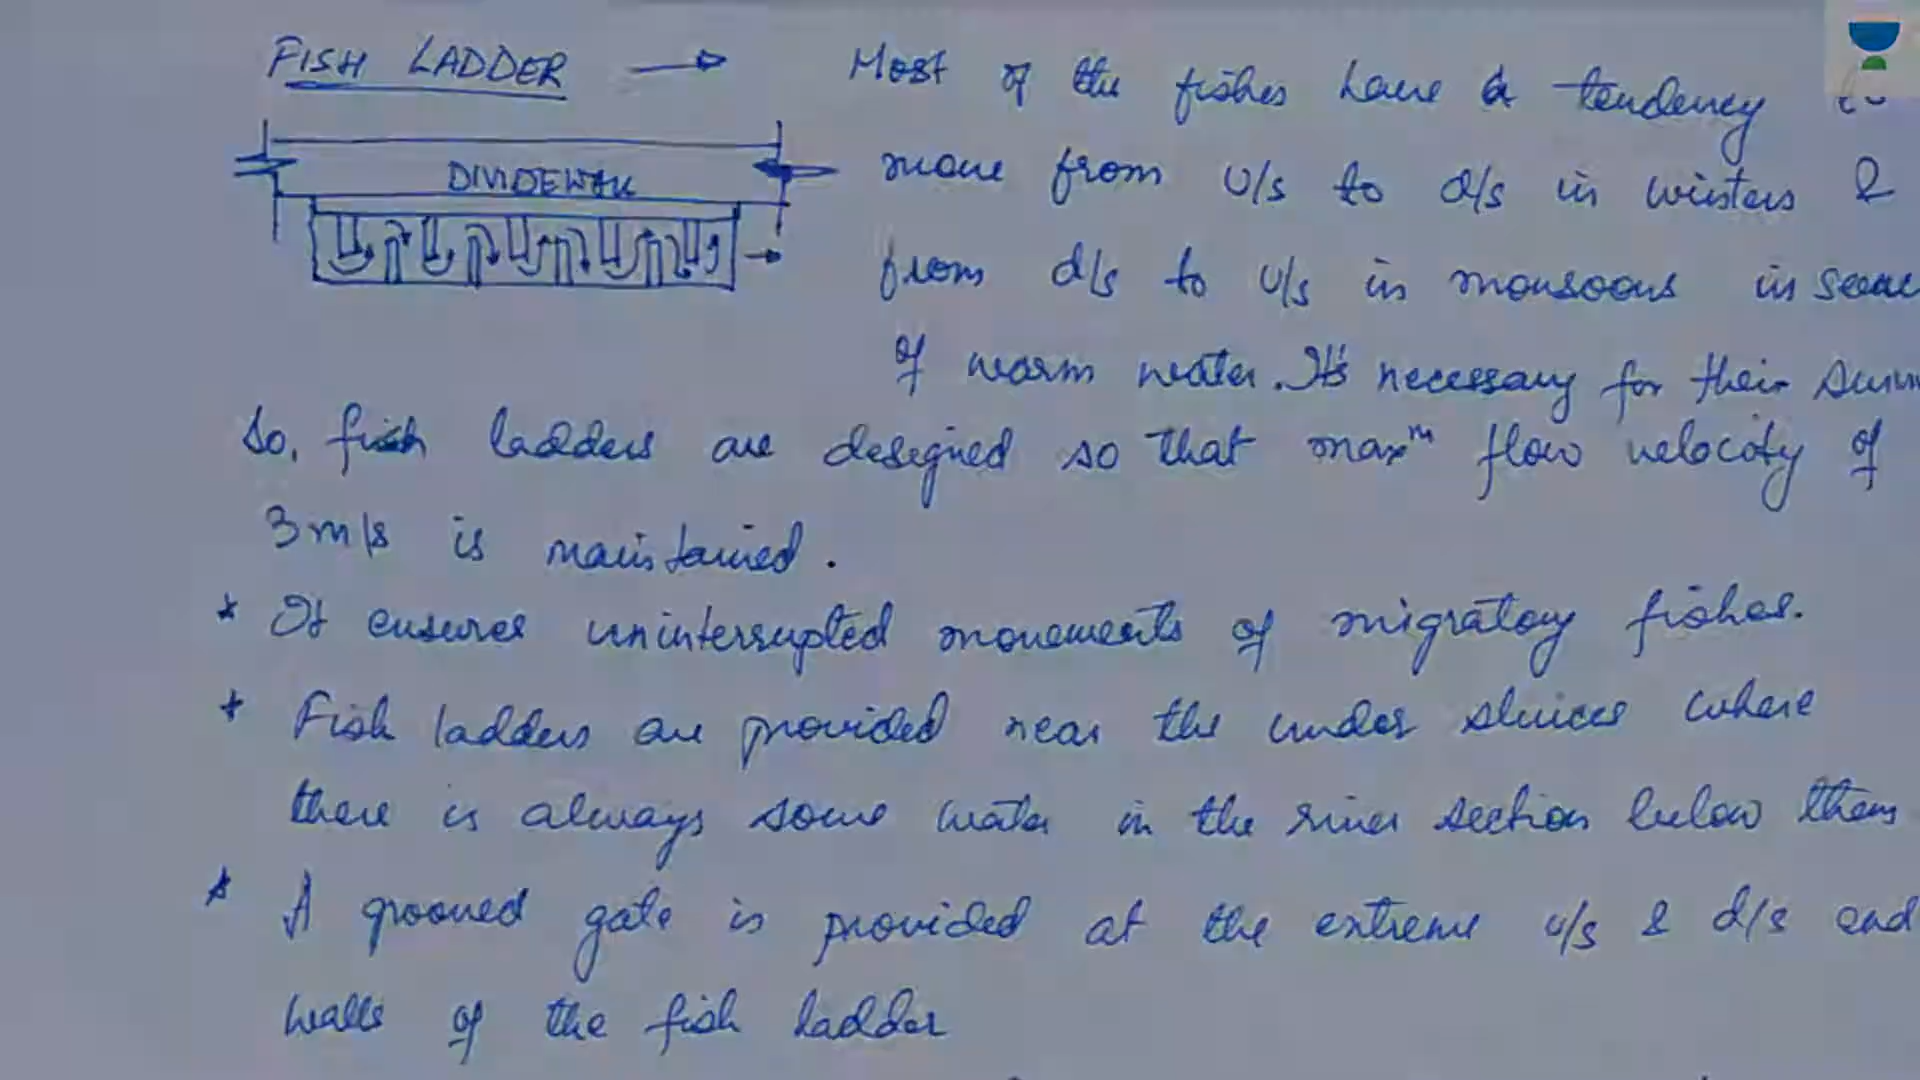 FISH LADDER → Most of the fishes have a tendency
DIVIDEWALL
move from U/s to d/s in winters &
from d/s to U/s in monsoons in
of warm water. It's necessary for their
So, fish ladders are designed so that maxᵐ flow velocity of
3m/s is maintained.
* It ensures uninterrupted movements of migratory fishes.
* Fish ladders are provided near the under sluices where
there is always some water in the river section below them
* A grooved gate is provided at the extreme u/s & d/s end
walls of the fish ladder